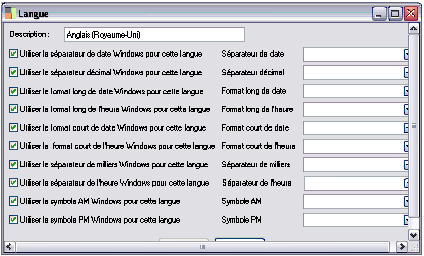 Langue
Description: Anglais (Royaume-Uni)
Utiliser le séparateur de date Windows pour cette langue Séparateur de date
Utiliser le séparateur décimal Windows pour cette langue Séparateur décimal
Utiliser le format long de date Windows pour cette langue Format long de date
Utiliser le format long de l'heure Windows pour cette langue Format long de l'heure
Utiliser le format court de date Windows pour cette langue Format court de date
Utiliser le format court de l'heure Windows pour cette langue Format court de l'heure
Utiliser le séparateur de milliers Windows pour cette langue Séparateur de milliers
Utiliser le séparateur de l'heure Windows pour cette langue Séparateur de l'heure
Utiliser le symbole AM Windows pour cette langue Symbole AM
Utiliser le symbole PM Windows pour cette langue Symbole PM